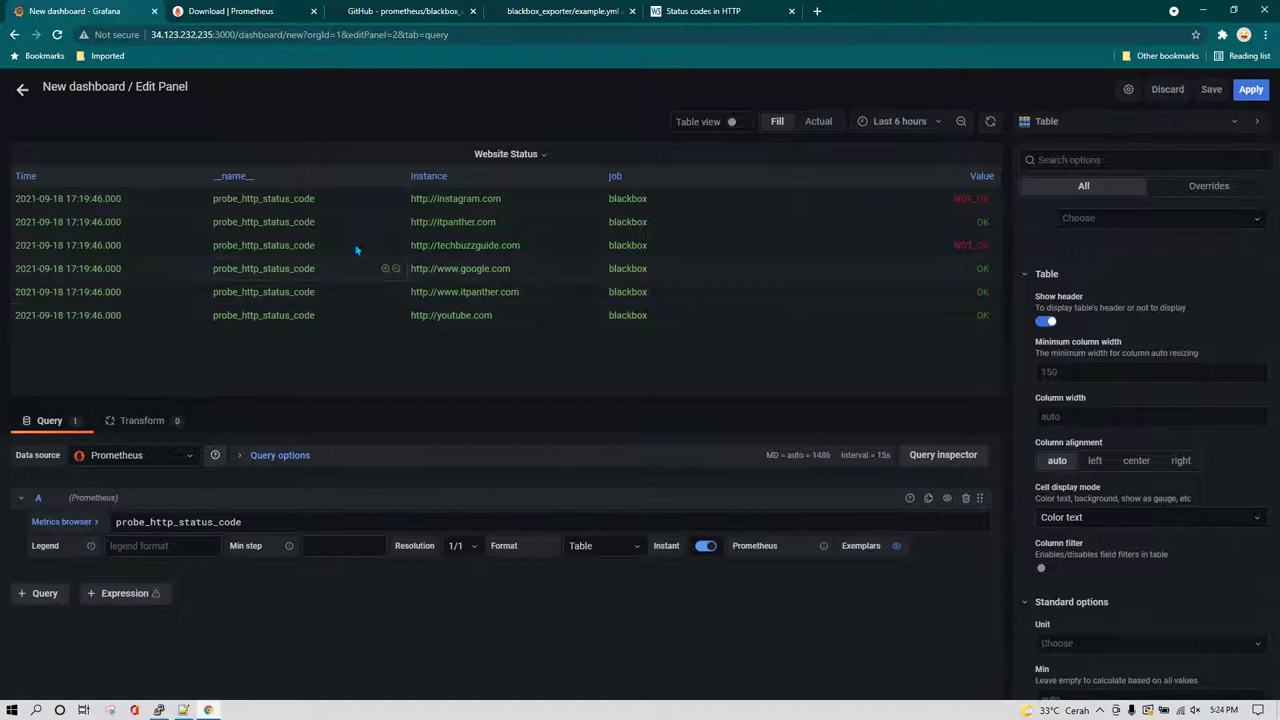 New dashboard - Grafana
Download | Prometheus
GitHub - prometheus/blackbox_
blackbox_exporter/example.yml
Status codes in HTTP
Not secure
34.123.232.235:3000/dashboard/new?orgId=1&editPanel=2&tab=query
Bookmarks
Imported
Other bookmarks
Reading list
New dashboard / Edit Panel
Discard
Save
Apply
Table view
Fill
Actual
Last 6 hours
Table
Website Status
Search options
All
Overrides
Choose
Time __name__ Instance job Value
2021-09-18 17:19:46.000 probe_http_status_code http://instagram.com blackbox NOT_OK
2021-09-18 17:19:46.000 probe_http_status_code http://itpanther.com blackbox OK
2021-09-18 17:19:46.000 probe_http_status_code http://techbuzzguide.com blackbox NOT_OK
2021-09-18 17:19:46.000 probe_http_status_code http://www.google.com blackbox OK
2021-09-18 17:19:46.000 probe_http_status_code http://www.itpanther.com blackbox OK
2021-09-18 17:19:46.000 probe_http_status_code http://youtube.com blackbox OK
Table
Show header
To display table's header or not to display
Minimum column width
The minimum width for column auto resizing
150
Column width
auto
Column alignment
auto left center right
Cell display mode
Color text, background, show as gauge, etc
Color text
Column filter
Enables/disables field filters in table
Standard options
Unit
Choose
Min
Leave empty to calculate based on all values
auto
Query 1
Transform 0
Data source
Prometheus
Query options
MD = auto = 1486
Interval = 15s
Query inspector
A (Prometheus)
Metrics browser
probe_http_status_code
Legend legend format Min step Resolution 1/1 Format Table Instant Prometheus Exemplars
+ Query
+ Expression
33°C Cerah
5:24 PM